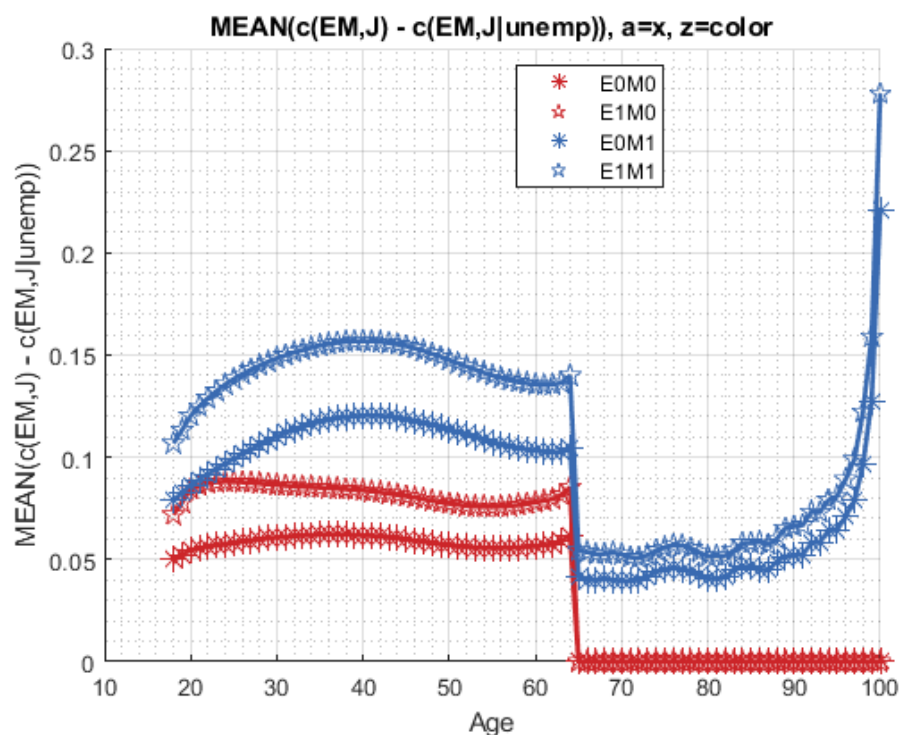 MEAN(c(EM,J) - c(EM,J|unemp)), a=x, z=color
MEAN(c(EM,J) - c(EM,J|unemp))
0.3
0.25
0.2
0.15
0.1
0.05
0
E0M0
E1M0
E0M1
E1M1
10 20 30 40 50 60 70 80 90 100
Age